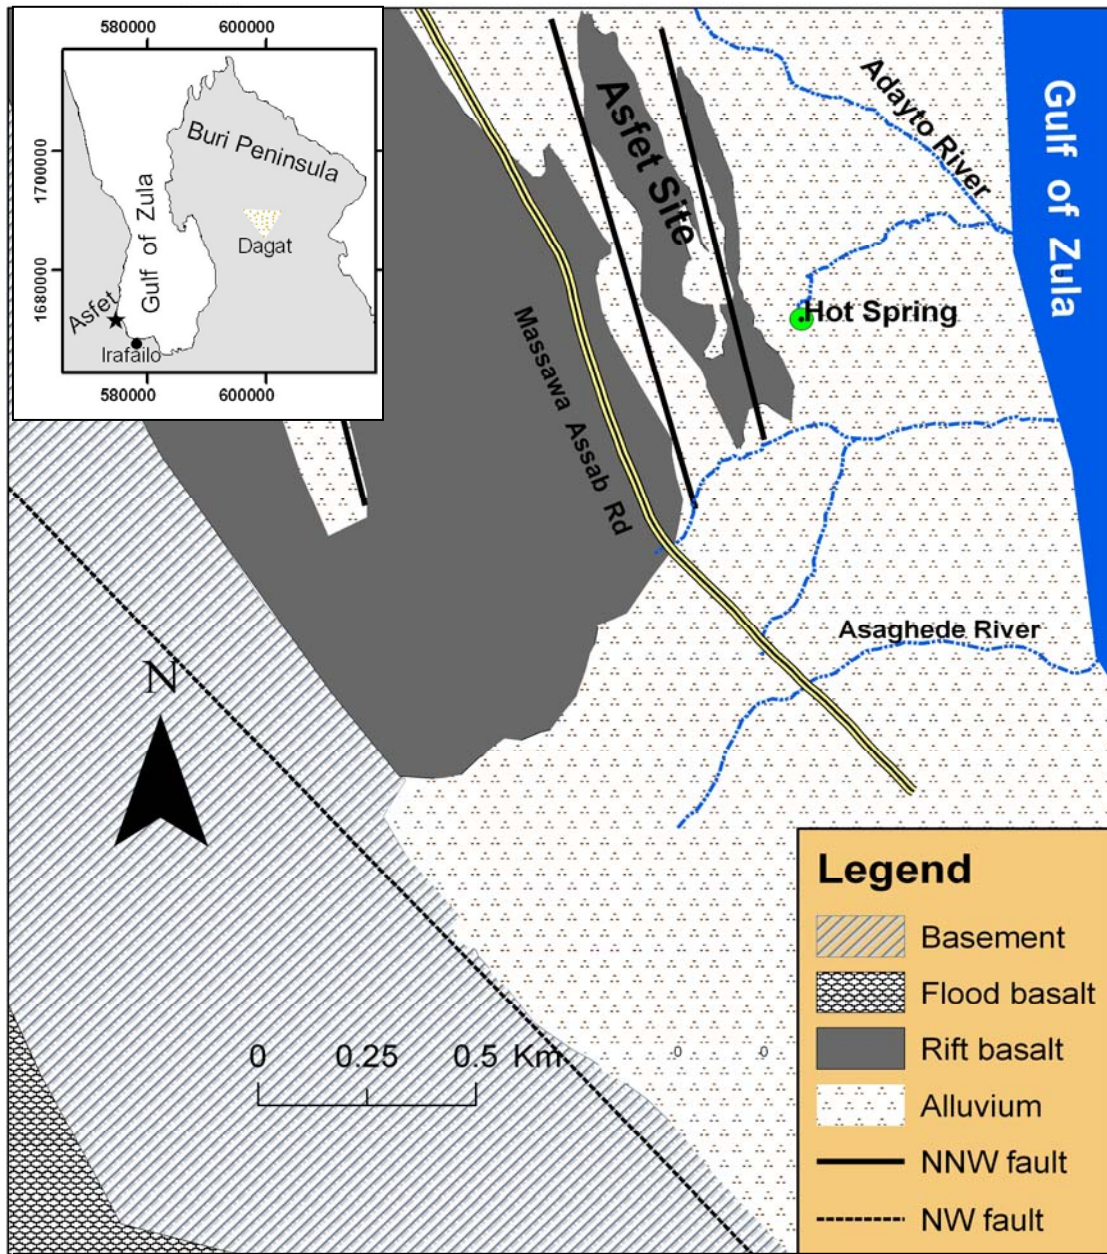 580000
600000
1700000
1680000
Buri Peninsula
Gulf of Zula
Dagat
Asfet
Irafailo
580000
600000
Asfet Site
Adayto River
Gulf of Zula
Hot Spring
Massawa Assab Rd
Asaghede River
N
0 0.25 0.5 Km
0 0
Legend
Basement
Flood basalt
Rift basalt
Alluvium
NNW fault
NW fault